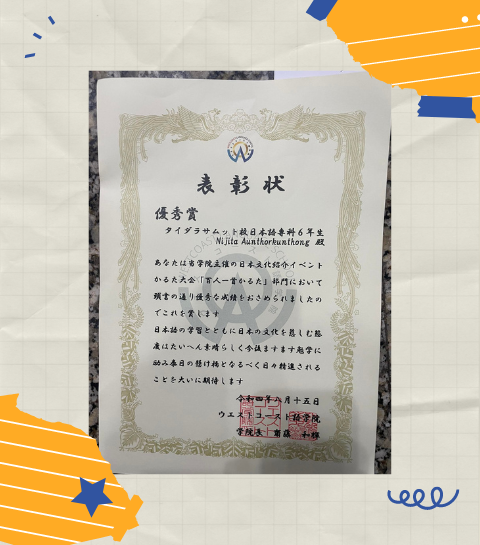 表彰状
優秀賞
タイダラサムット校日本語専科6年生
Nijita Aunthorkunthong 殿
あなたは当学院主催の日本文化紹介イベント
かるた大会「百人一首かるた」部門において
頭書の通り優秀な成績をおさめられましたの
でこれを賞します
日本語の学習とともに日本の文化を慈しむ態
度はたいへん素晴らしく今後ますます勉学に
励み泰日の懸け橋となるべく日々精進される
ことを大いに期待します
令和四年八月十五日
ウエストコースト語学院
学院長 齋藤 和輝